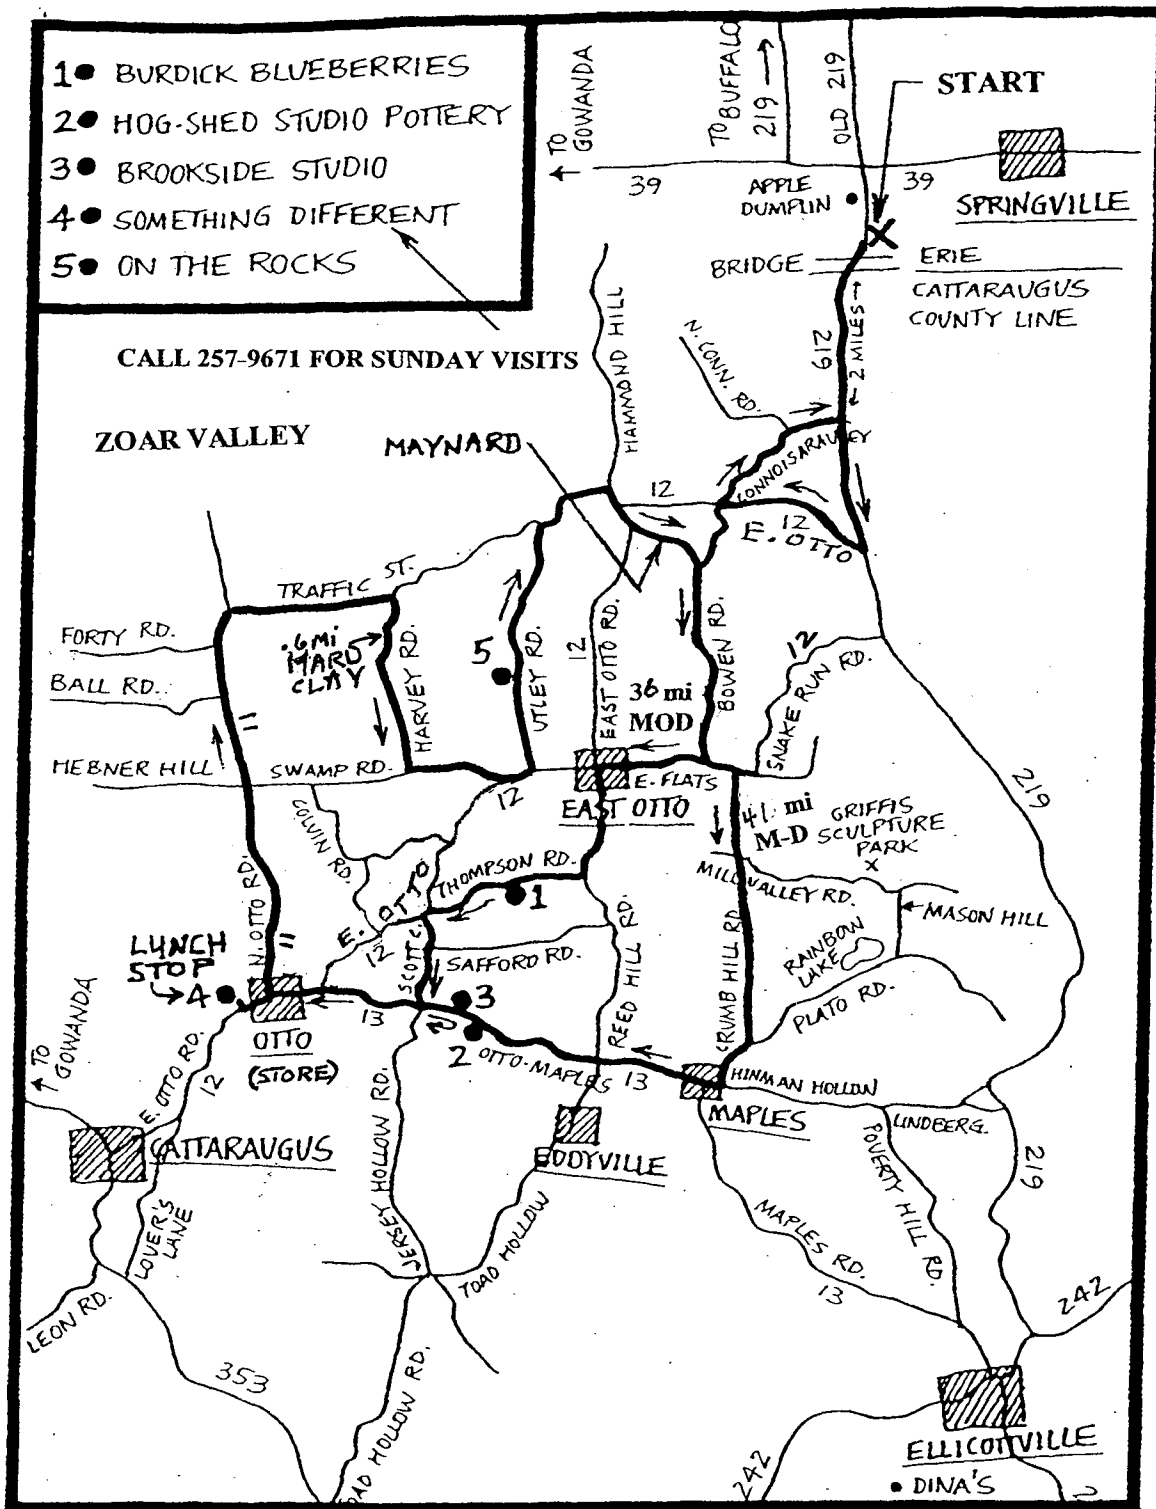 1● BURDICK BLUEBERRIES
2● HOG-SHED STUDIO POTTERY
3● BROOKSIDE STUDIO
4● SOMETHING DIFFERENT
5● ON THE ROCKS
CALL 257-9671 FOR SUNDAY VISITS
ZOAR VALLEY
MAYNARD
TO GOWANDA
TO BUFFALO
219
OLD 219
START
39
39
SPRINGVILLE
APPLE
DUMPLIN
BRIDGE
ERIE
CATTARAUGUS
COUNTY LINE
2 MILES
219
HAMMOND HILL
N. CONN. RD.
CONNOISARAULEY
12
12
E. OTTO
TRAFFIC ST.
FORTY RD.
BALL RD.
HEBNER HILL
.6 mi
HARD
CLAY
HARVEY RD.
5
UTLEY RD.
12
EAST OTTO RD.
BOWEN RD.
36 mi
MOD
12
SNAKE RUN RD.
219
11
SWAMP RD.
12
E. FLATS
EAST OTTO
41. mi
M-D
GRIFFIS
SCULPTURE
PARK
X
COLVIN RD.
THOMPSON RD.
1
E. OTTO
12
MILL VALLEY RD.
MASON HILL
RAINBOW
LAKE
PLATO RD.
N. OTTO RD.
11
LUNCH
STOP
4
SCOTT C.
SAFFORD RD.
3
2
REED HILL RD.
CRUMB HILL RD
13
OTTO-MAPLES
13
OTTO
(STORE)
HINMAN HOLLOW
MAPLES
LINDBERG.
TO GOWANDA
E. OTTO RD.
12
CATTARAUGUS
EDDYVILLE
JERSEY HOLLOW RD.
TOAD HOLLOW
POVERTY HILL RD.
219
LOVER'S
LANE
LEON RD.
353
MAPLES RD.
13
242
TOAD HOLLOW RD.
ELLICOTTVILLE
242
● DINA'S